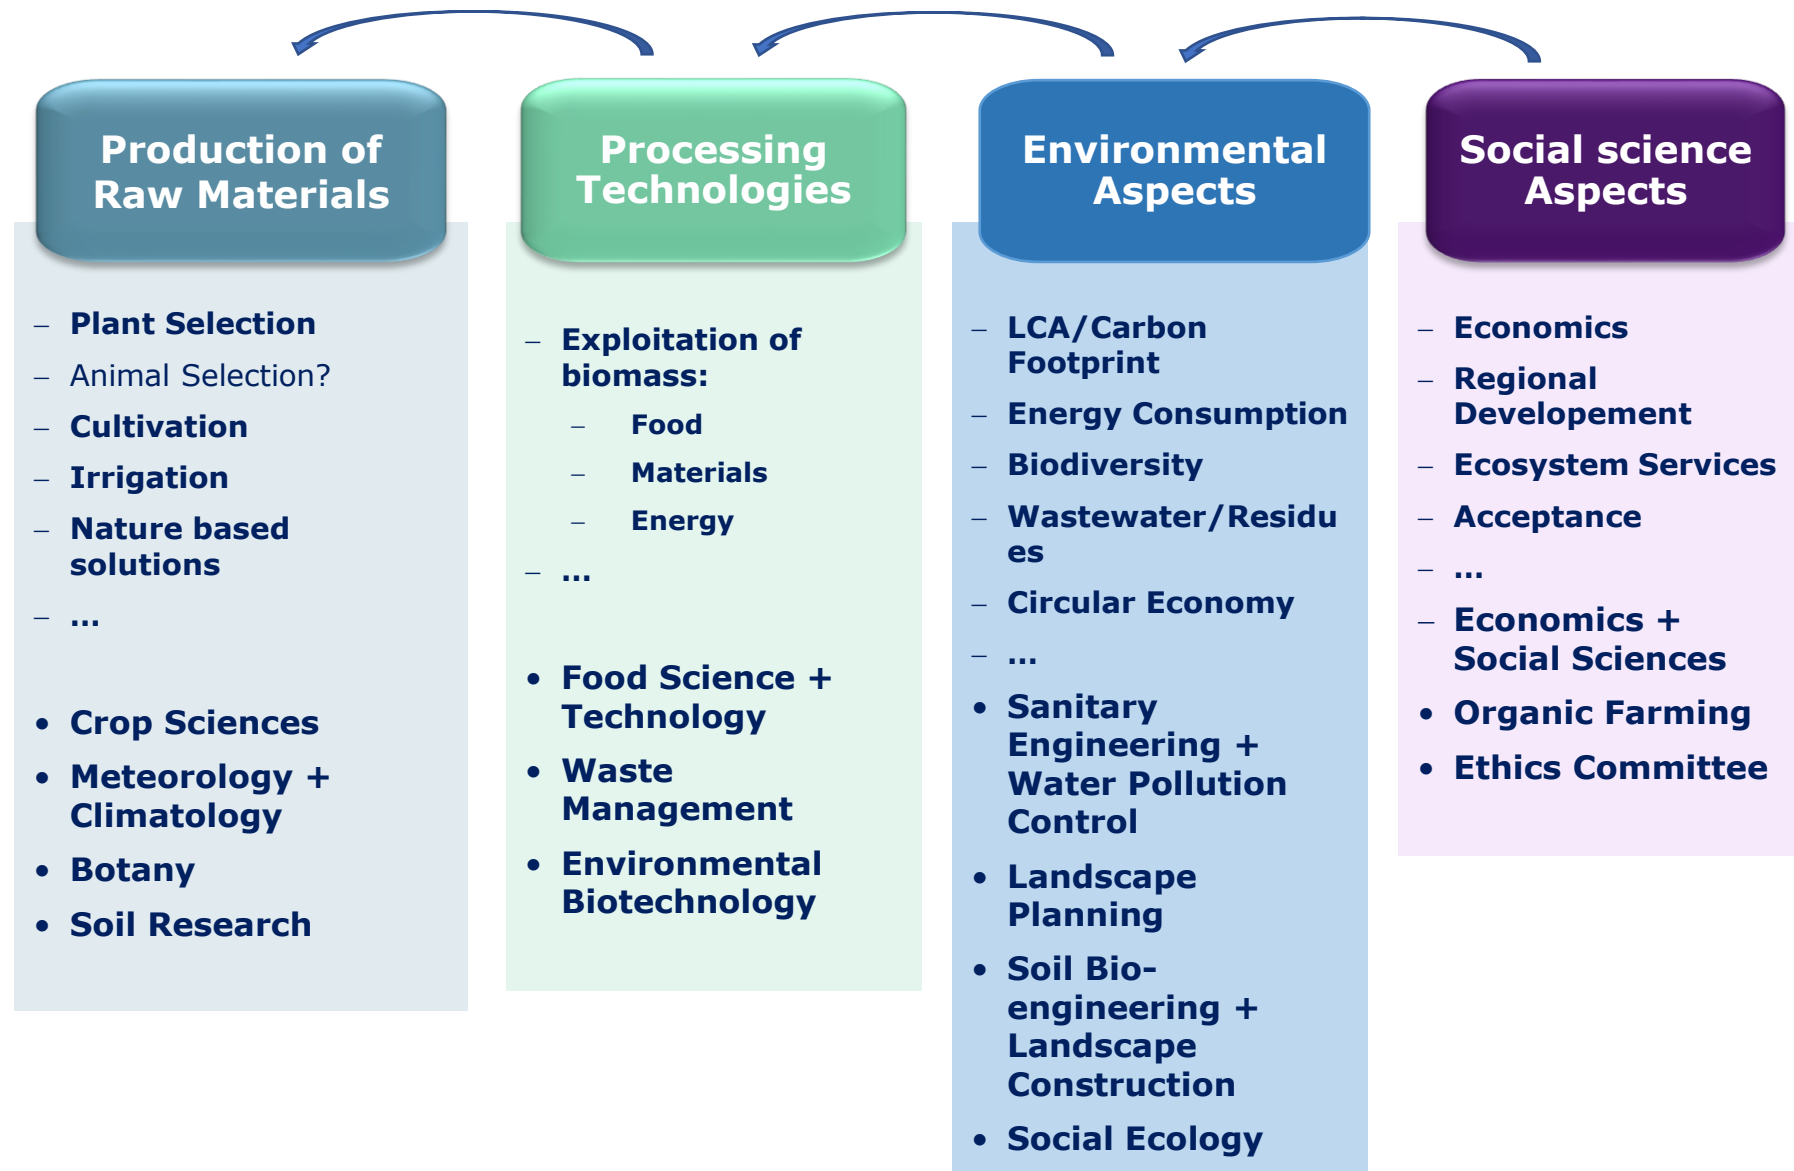 Production of
Raw Materials
– Plant Selection
– Animal Selection?
– Cultivation
– Irrigation
– Nature based
solutions
– ...
• Crop Sciences
• Meteorology +
Climatology
• Botany
• Soil Research
Processing
Technologies
– Exploitation of
biomass:
– Food
– Materials
– Energy
– ...
• Food Science +
Technology
• Waste
Management
• Environmental
Biotechnology
Environmental
Aspects
– LCA/Carbon
Footprint
– Energy Consumption
– Biodiversity
– Wastewater/Residu
es
– Circular Economy
– ...
• Sanitary
Engineering +
Water Pollution
Control
• Landscape
Planning
• Soil Bio-
engineering +
Landscape
Construction
• Social Ecology
Social science
Aspects
– Economics
– Regional
Developement
– Ecosystem Services
– Acceptance
– ...
– Economics +
Social Sciences
• Organic Farming
• Ethics Committee